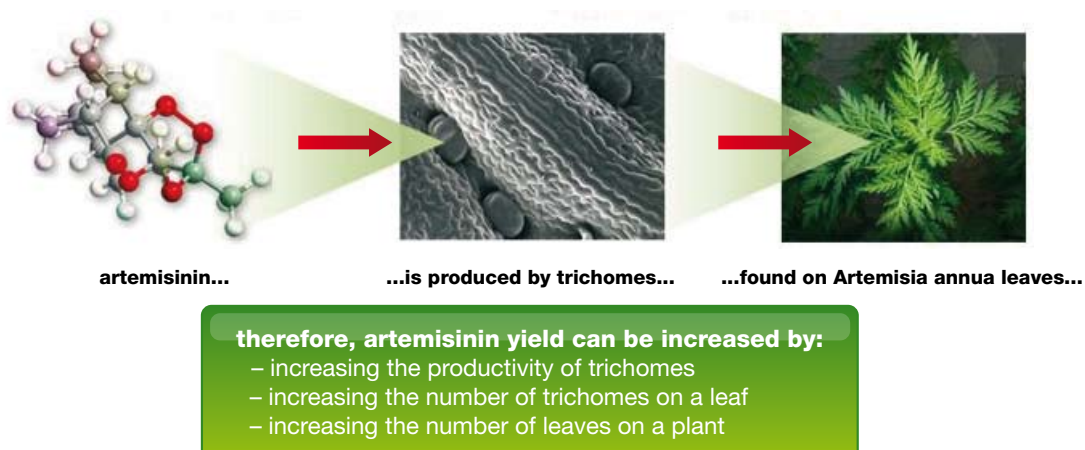 artemisinin...
...is produced by trichomes...
...found on Artemisia annua leaves...
therefore, artemisinin yield can be increased by:
– increasing the productivity of trichomes
– increasing the number of trichomes on a leaf
– increasing the number of leaves on a plant